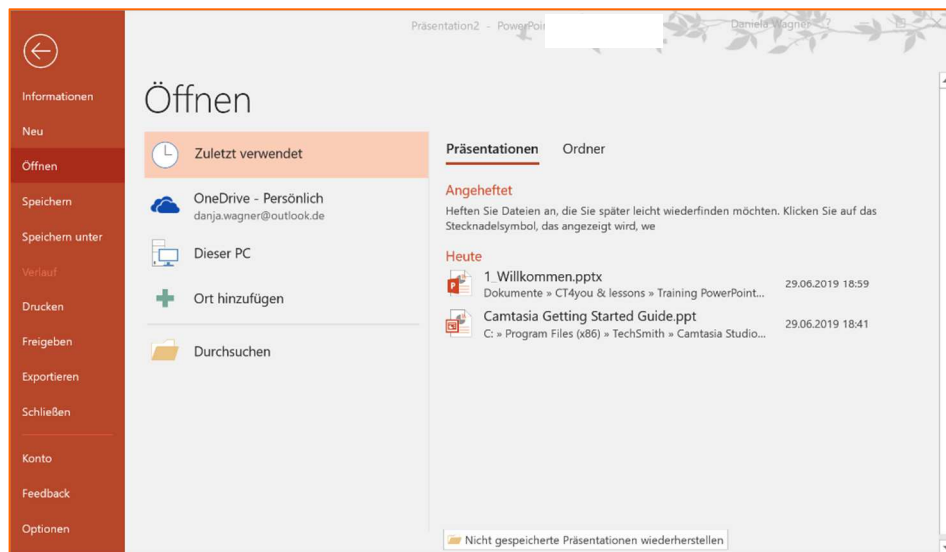 Präsentation2 - PowerPoi
Daniela Wagner
?
Informationen
Neu
Öffnen
Speichern
Speichern unter
Verlauf
Drucken
Freigeben
Exportieren
Schließen
Konto
Feedback
Optionen
Öffnen
Zuletzt verwendet
OneDrive - Persönlich
danja.wagner@outlook.de
Dieser PC
Ort hinzufügen
Durchsuchen
Präsentationen Ordner
Angeheftet
Heften Sie Dateien an, die Sie später leicht wiederfinden möchten. Klicken Sie auf das
Stecknadelsymbol, das angezeigt wird, we
Heute
1_Willkommen.pptx
Dokumente » CT4you & lessons » Training PowerPoint...
29.06.2019 18:59
Camtasia Getting Started Guide.ppt
C: » Program Files (x86) » TechSmith » Camtasia Studio...
29.06.2019 18:41
Nicht gespeicherte Präsentationen wiederherstellen